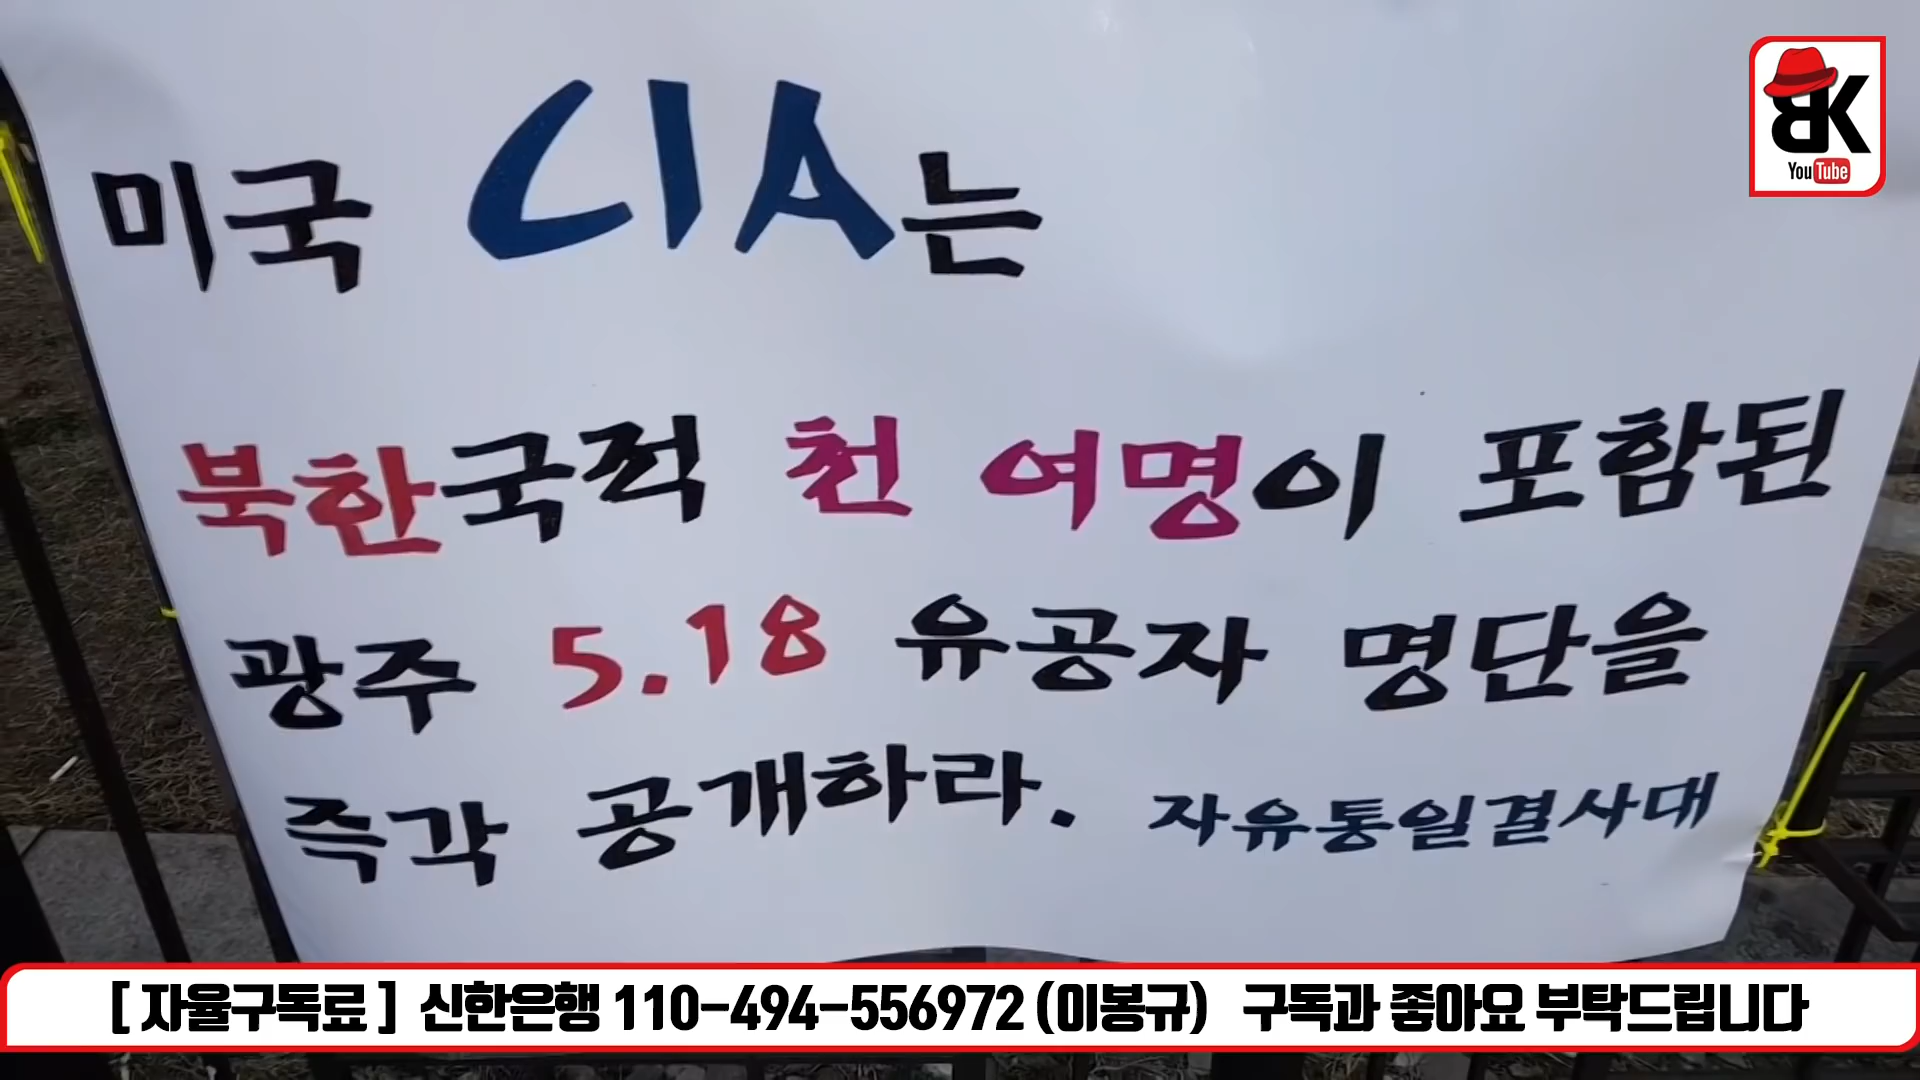 BK
YouTube
미국 CIA는
북한국적 천 여명이 포함된
광주 5.18 유공자 명단을
즉각 공개하라. 자유통일결사대
[ 자율구독료 ] 신한은행 110-494-556972 (이봉규) 구독과 좋아요 부탁드립니다